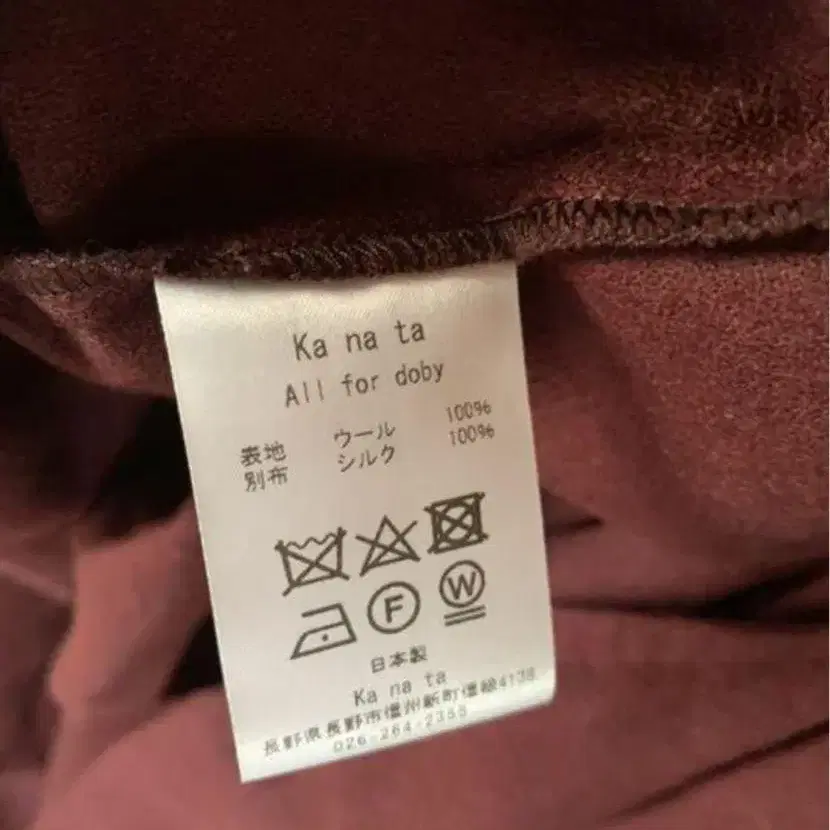 Ka na ta
All for doby
表地 ウール 100%
別布 シルク 100%
F W
日本製
Ka na ta
長野県長野市信州新町信級4138
026-264-2355